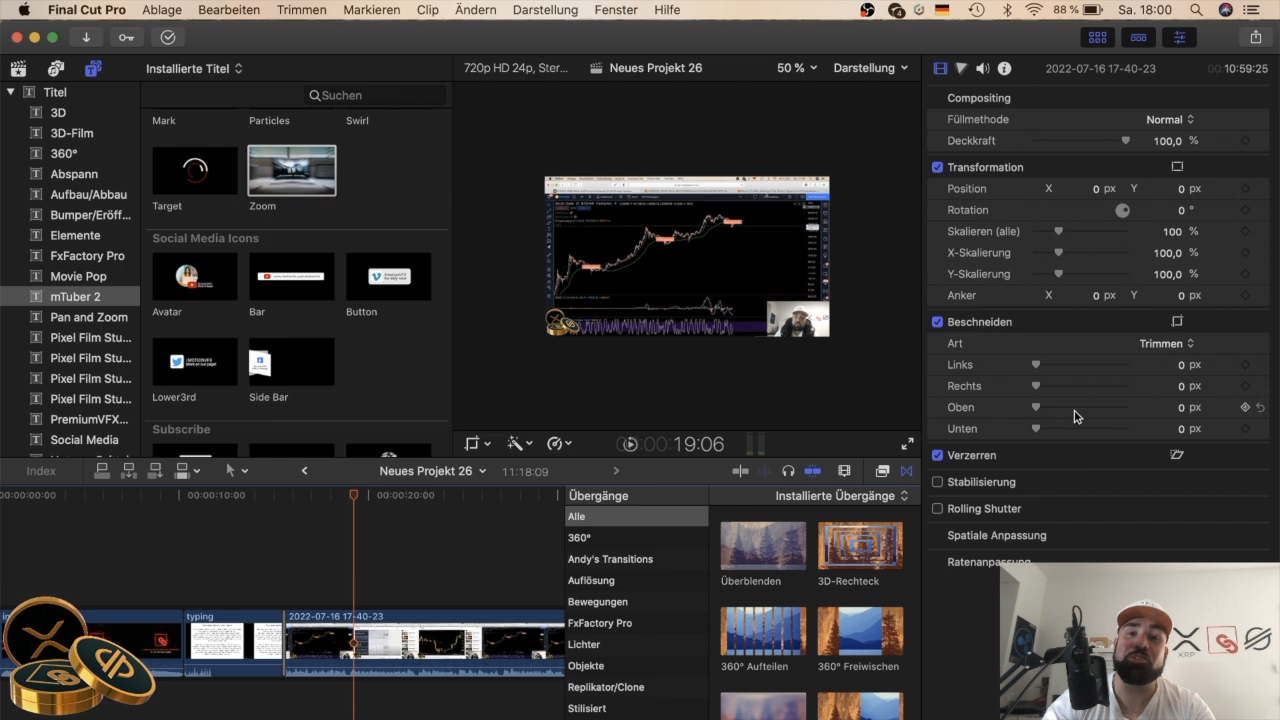 Final Cut Pro Ablage Bearbeiten Trimmen Markieren Clip Ändern Darstellung Fenster Hilfe 88 % Sa. 18:00
Installierte Titel 720p HD 24p, Ster... Neues Projekt 26 50 % Darstellung 2022-07-16 17-40-23 00:10:59:25
Titel
3D
3D-Film
360°
Abspann
Aufbau/Abbau
Bumper/Eröff...
Elemente
FxFactory Pro
Movie Pop
mTuber 2
Pan and Zoom
Pixel Film Stu...
Pixel Film Stu...
Pixel Film Stu...
Pixel Film Stu...
PremiumVFX...
Social Media
Suchen
Mark Particles Swirl
Target Zoom
Social Media Icons
Avatar Bar Button
Lower3rd Side Bar
Subscribe
Compositing
Füllmethode Normal
Deckkraft 100,0 %
Transformation
Position X 0 px Y 0 px
Rotation 0 °
Skalieren (alle) 100 %
X-Skalierung 100,0 %
Y-Skalierung 100,0 %
Anker X 0 px Y 0 px
Beschneiden
Art Trimmen
Links 0 px
Rechts 0 px
Oben 0 px
Unten 0 px
Verzerren
Stabilisierung
Rolling Shutter
Spatiale Anpassung
Ratenanpassung
19:06
Index Neues Projekt 26 11:18:09
00:00:00:00 00:00:10:00 00:00:20:00
typing 2022-07-16 17-40-23
Übergänge Installierte Übergänge
Alle
360°
Andy's Transitions
Auflösung
Bewegungen
FxFactory Pro
Lichter
Objekte
Replikator/Clone
Stilisiert
Überblenden 3D-Rechteck
360° Aufteilen 360° Freiwischen
XRP